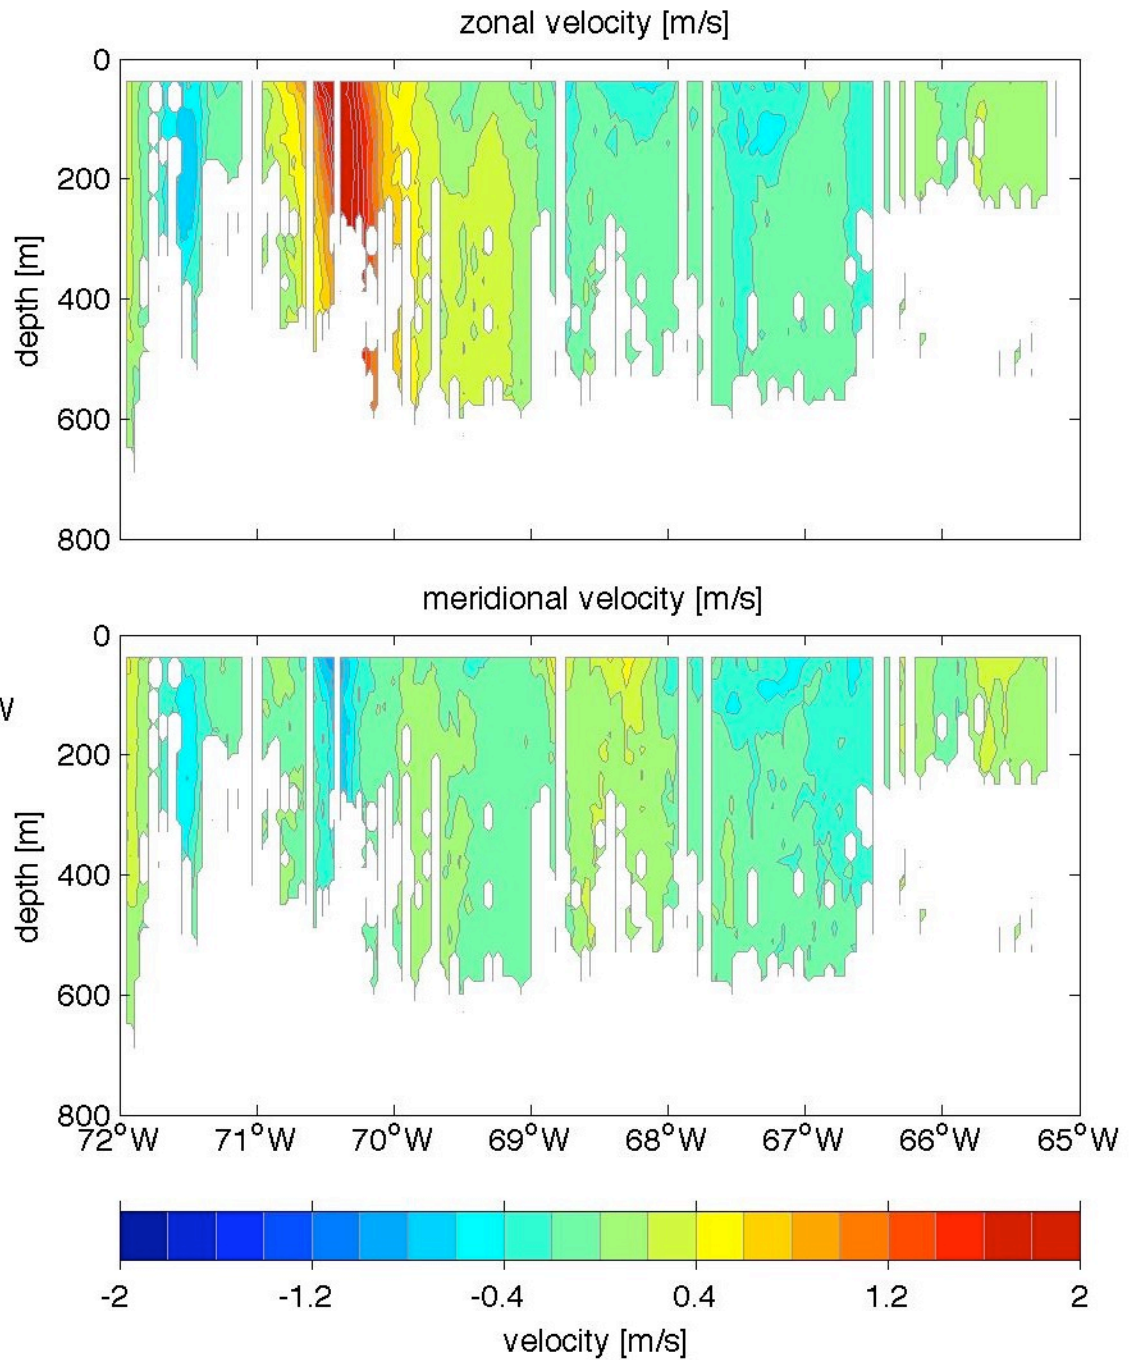 zonal velocity [m/s]
0
200
400
600
800
depth [m]
meridional velocity [m/s]
W
0
200
400
600
800
depth [m]
72°W 71°W 70°W 69°W 68°W 67°W 66°W 65°W
-2 -1.2 -0.4 0.4 1.2 2
velocity [m/s]